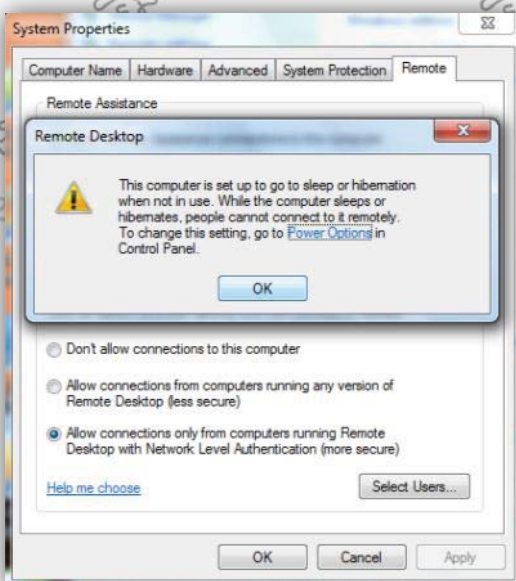 System Properties
Computer Name Hardware Advanced System Protection Remote
Remote Assistance
Remote Desktop
This computer is set up to go to sleep or hibernation
when not in use. While the computer sleeps or
hibernates, people cannot connect to it remotely.
To change this setting, go to Power Options in
Control Panel.
OK
Don't allow connections to this computer
Allow connections from computers running any version of
Remote Desktop (less secure)
Allow connections only from computers running Remote
Desktop with Network Level Authentication (more secure)
Help me choose Select Users...
OK Cancel Apply